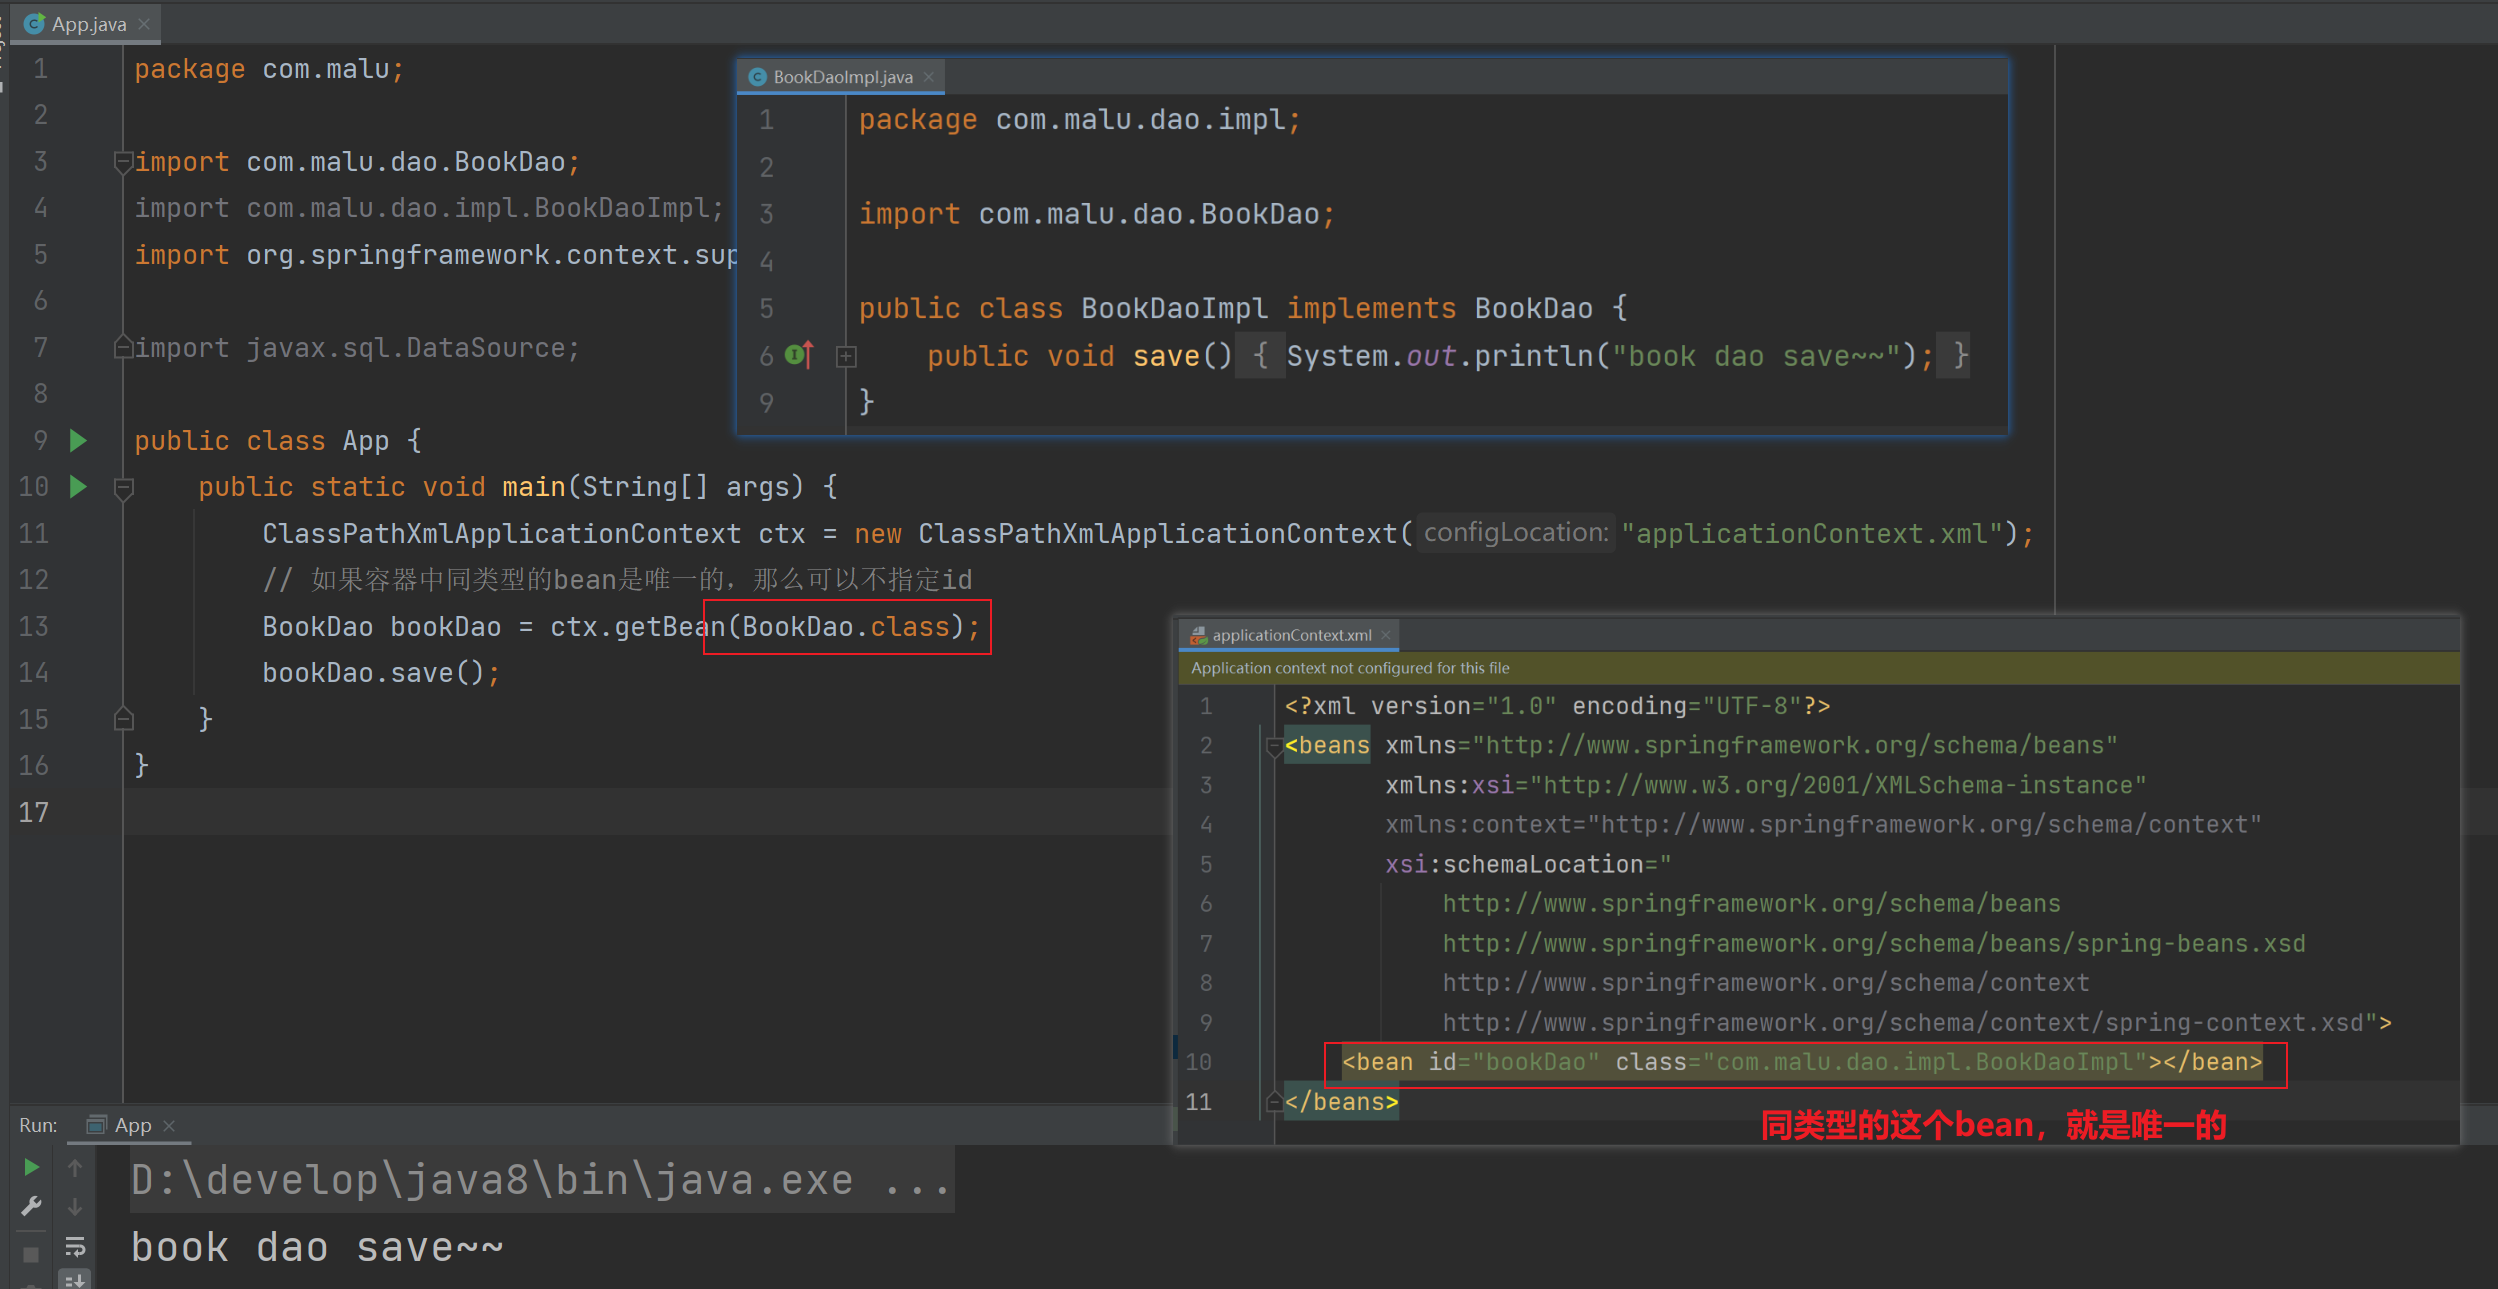 App.java
1 package com.malu;
2
3 import com.malu.dao.BookDao;
4 import com.malu.dao.impl.BookDaoImpl;
5 import org.springframework.context.sup
6
7 import javax.sql.DataSource;
8
9 public class App {
10 public static void main(String[] args) {
11 ClassPathXmlApplicationContext ctx = new ClassPathXmlApplicationContext( configLocation: "applicationContext.xml");
12 // 如果容器中同类型的bean是唯一的，那么可以不指定id
13 BookDao bookDao = ctx.getBean(BookDao.class);
14 bookDao.save();
15 }
16 }
17
BookDaoImpl.java
1 package com.malu.dao.impl;
2
3 import com.malu.dao.BookDao;
4
5 public class BookDaoImpl implements BookDao {
6 public void save() { System.out.println("book dao save~~"); }
9 }
applicationContext.xml
Application context not configured for this file
1 <?xml version="1.0" encoding="UTF-8"?>
2 <beans xmlns="http://www.springframework.org/schema/beans"
3 xmlns:xsi="http://www.w3.org/2001/XMLSchema-instance"
4 xmlns:context="http://www.springframework.org/schema/context"
5 xsi:schemaLocation="
6 http://www.springframework.org/schema/beans
7 http://www.springframework.org/schema/beans/spring-beans.xsd
8 http://www.springframework.org/schema/context
9 http://www.springframework.org/schema/context/spring-context.xsd">
10 <bean id="bookDao" class="com.malu.dao.impl.BookDaoImpl"></bean>
11 </beans>
同类型的这个bean，就是唯一的
Run: App
D:\develop\java8\bin\java.exe ...
book dao save~~